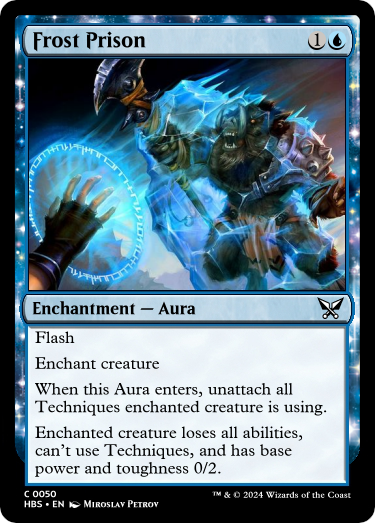 Frost Prison 1
Enchantment — Aura
Flash
Enchant creature
When this Aura enters, unattach all
Techniques enchanted creature is using.
Enchanted creature loses all abilities,
can't use Techniques, and has base
power and toughness 0/2.
C 0050
HBS • EN Miroslav Petrov
™ & © 2024 Wizards of the Coast